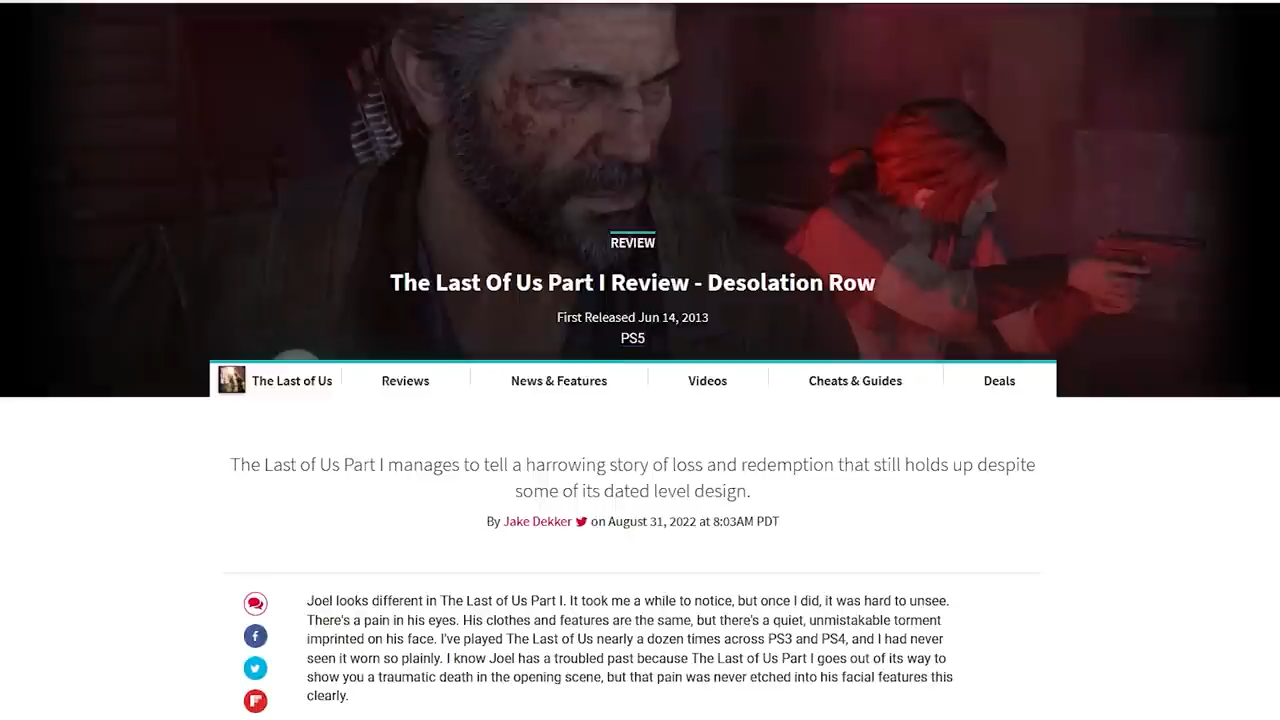 REVIEW
The Last Of Us Part I Review - Desolation Row
First Released Jun 14, 2013
PS5
The Last of Us
Reviews
News & Features
Videos
Cheats & Guides
Deals
The Last of Us Part I manages to tell a harrowing story of loss and redemption that still holds up despite
some of its dated level design.
By Jake Dekker on August 31, 2022 at 8:03AM PDT
Joel looks different in The Last of Us Part I. It took me a while to notice, but once I did, it was hard to unsee.
There's a pain in his eyes. His clothes and features are the same, but there's a quiet, unmistakable torment
imprinted on his face. I've played The Last of Us nearly a dozen times across PS3 and PS4, and I had never
seen it worn so plainly. I know Joel has a troubled past because The Last of Us Part I goes out of its way to
show you a traumatic death in the opening scene, but that pain was never etched into his facial features this
clearly.